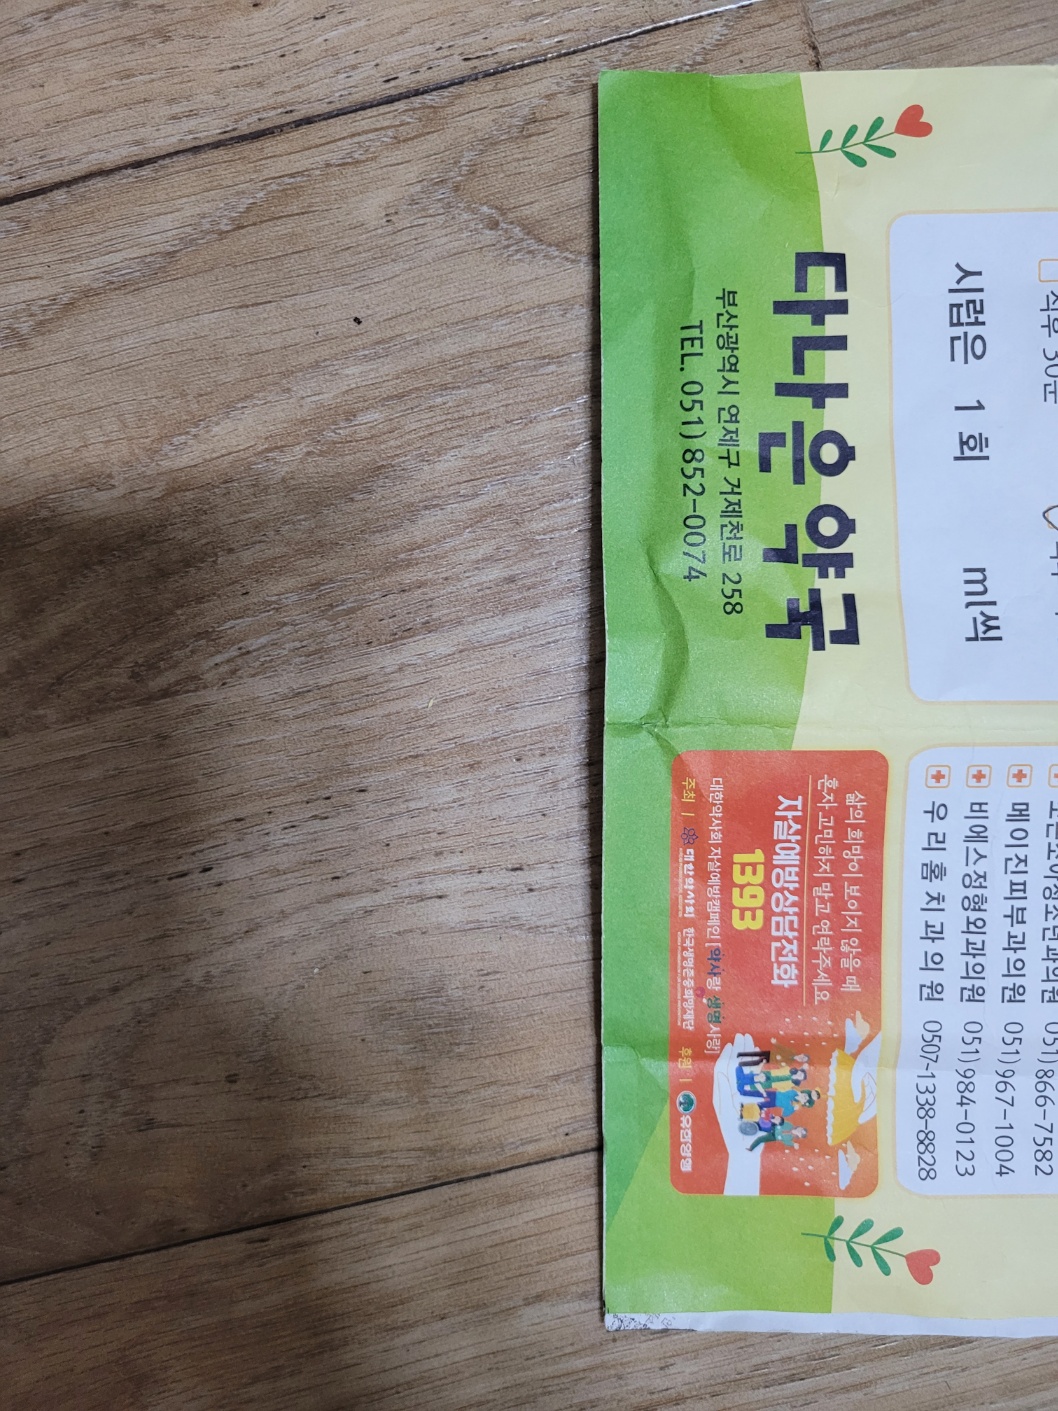 식후 30분
시럽은 1회 ml씩
다나은약국
부산광역시 연제구 거제천로 258
TEL. 051)852-0074
051)866-7582
메이진피부과의원 051)967-1004
비에스정형외과의원 051)984-0123
우리홈치과의원 0507-1338-8828
삶의 희망이 보이지 않을 때
혼자 고민하지 말고 연락주세요
자살예방상담전화
1393
대한약사회 자살예방캠페인 [약사랑 생명사랑]
주최 | 대한약사회 한국생명존중희망재단 후원 | 유한양행